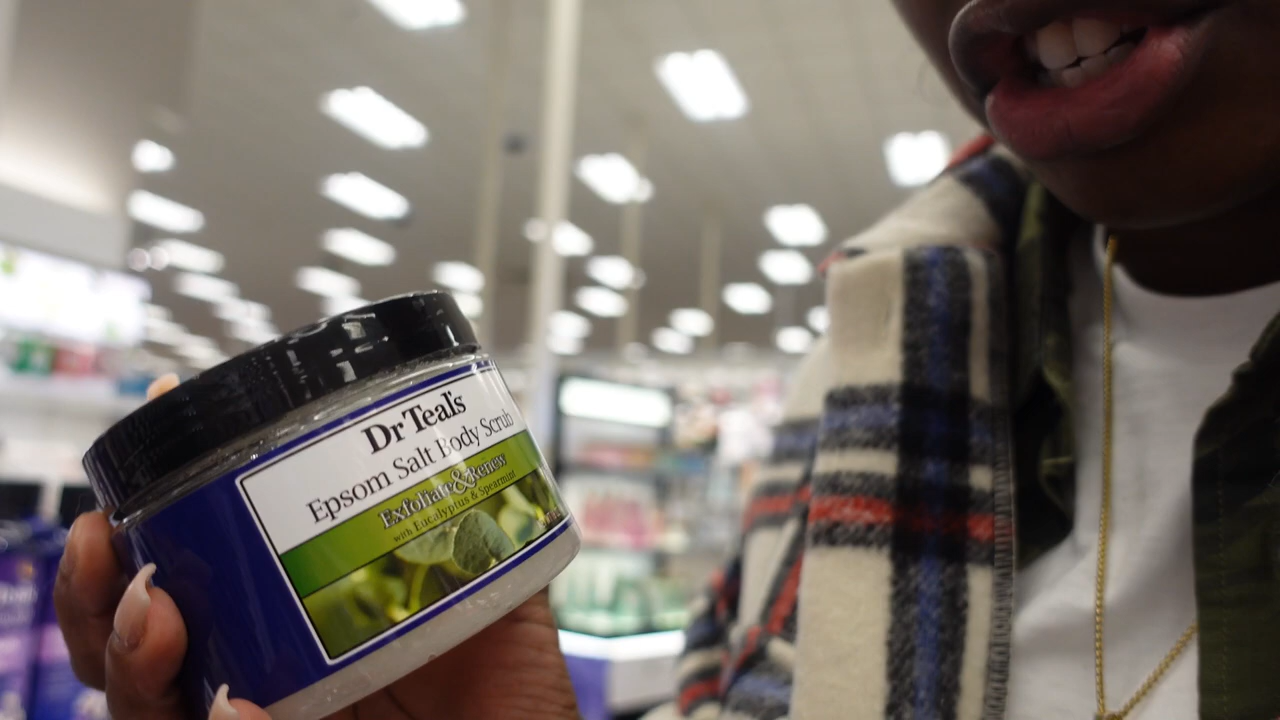 Dr Teal's
Epsom Salt Body Scrub
Exfoliate & Renew
with Eucalyptus & Spearmint